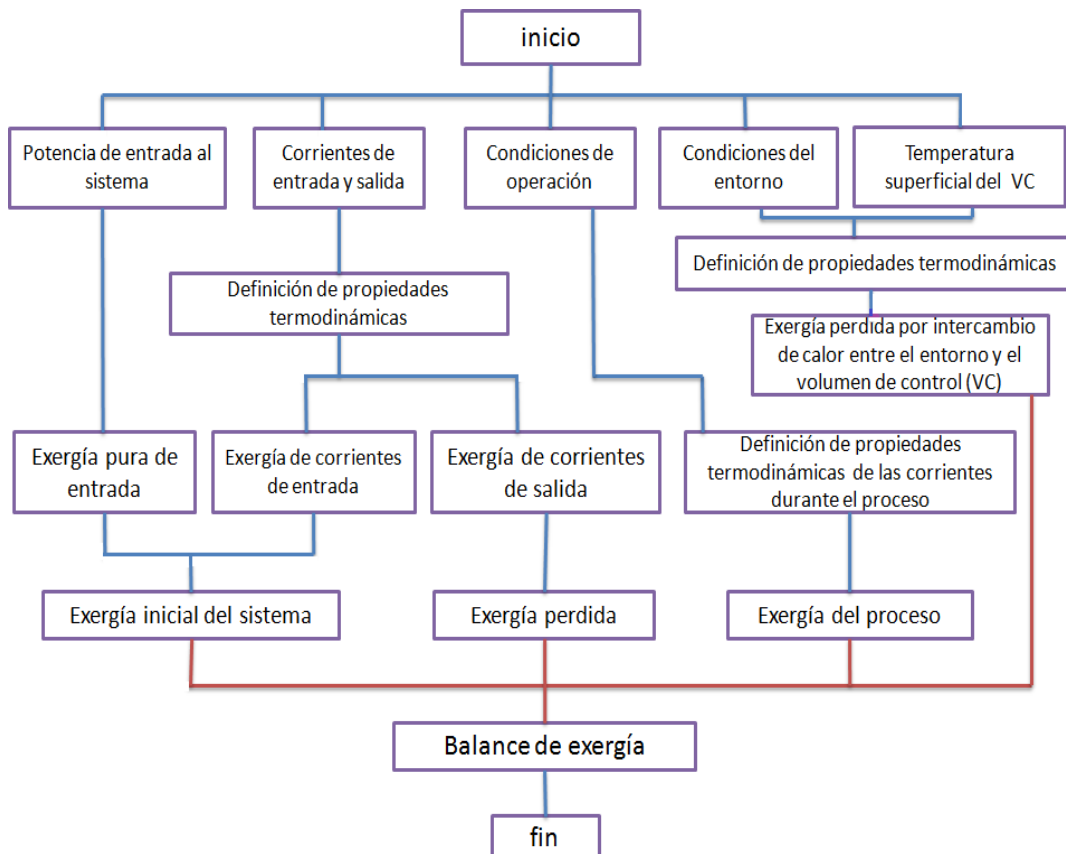 inicio
Potencia de entrada al
sistema
Corrientes de
entrada y salida
Condiciones de
operación
Condiciones del
entorno
Temperatura
superficial del VC
Definición de propiedades
termodinámicas
Definición de propiedades termodinámicas
Exergía perdida por intercambio
de calor entre el entorno y el
volumen de control (VC)
Exergía pura de
entrada
Exergía de corrientes
de entrada
Exergía de corrientes
de salida
Definición de propiedades
termodinámicas de las corrientes
durante el proceso
Exergía inicial del sistema
Exergía perdida
Exergía del proceso
Balance de exergía
fin